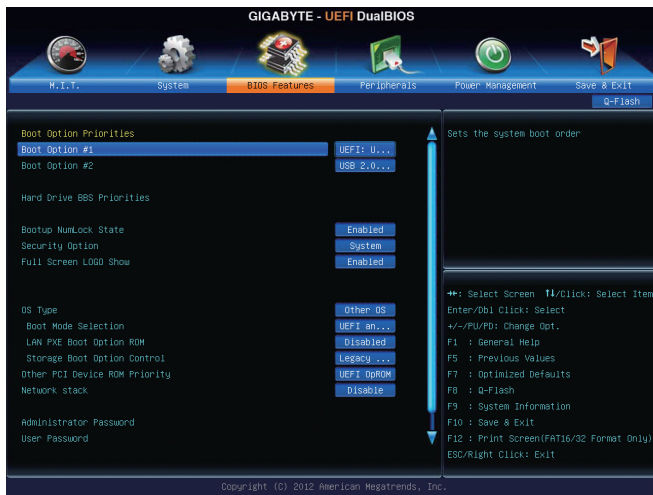 GIGABYTE - UEFI DualBIOS
M.I.T.
System
BIOS Features
Peripherals
Power Management
Save & Exit
Q-Flash
Boot Option Priorities
Boot Option #1 UEFI: U...
Boot Option #2 USB 2.0...
Hard Drive BBS Priorities
Bootup NumLock State Enabled
Security Option System
Full Screen LOGO Show Enabled
OS Type Other OS
Boot Mode Selection UEFI an...
LAN PXE Boot Option ROM Disabled
Storage Boot Option Control Legacy ...
Other PCI Device ROM Priority UEFI OpROM
Network stack Disable
Administrator Password
User Password
Sets the system boot order
→←: Select Screen ↑↓/Click: Select Item
Enter/Dbl Click: Select
+/-/PU/PD: Change Opt.
F1 : General Help
F5 : Previous Values
F7 : Optimized Defaults
F8 : Q-Flash
F9 : System Information
F10 : Save & Exit
F12 : Print Screen(FAT16/32 Format Only)
ESC/Right Click: Exit
Copyright (C) 2012 American Megatrends, Inc.